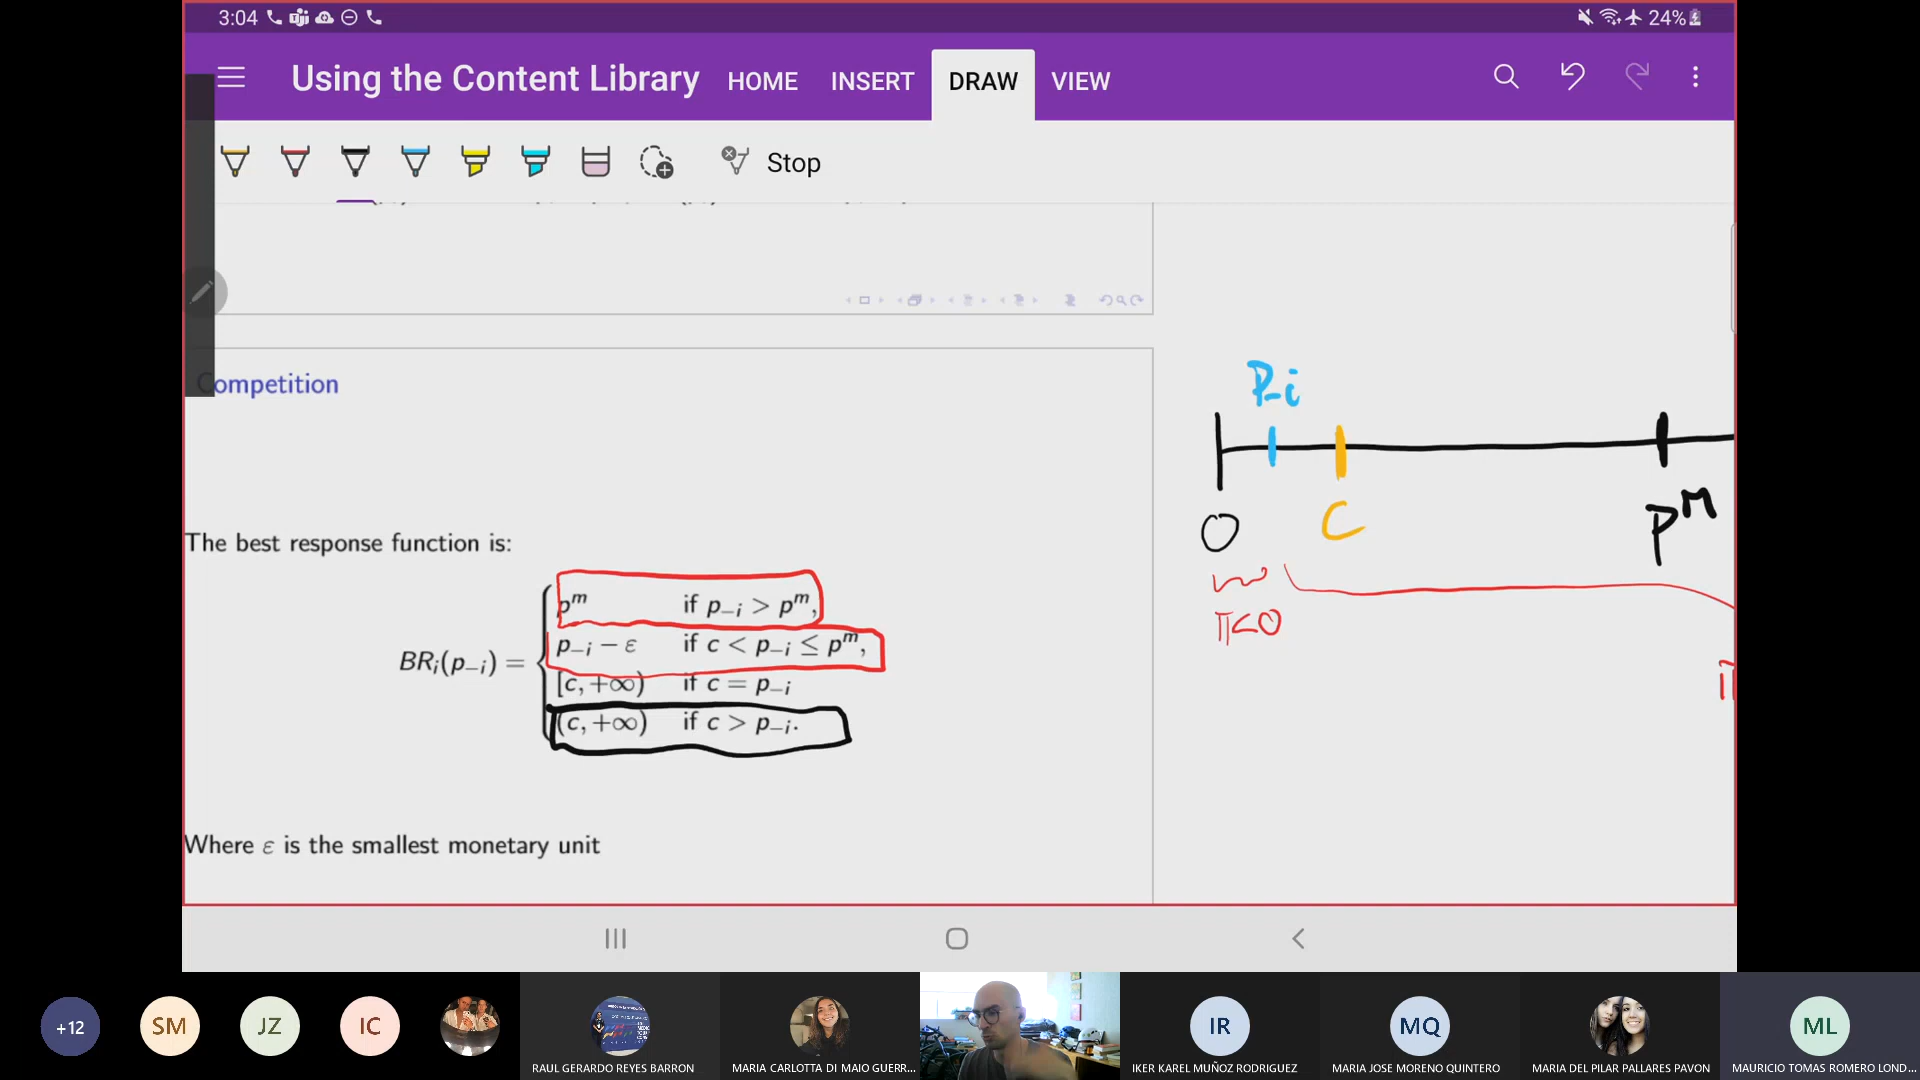 3:04 24%
Using the Content Library HOME INSERT DRAW VIEW
Stop
Competition
The best response function is:
BRᵢ(p₋ᵢ) =
pᵐ if p₋ᵢ > pᵐ,
p₋ᵢ − ε if c < p₋ᵢ ≤ pᵐ,
[c, +∞) if c = p₋ᵢ
(c, +∞) if c > p₋ᵢ.
Where ε is the smallest monetary unit
P₋ᵢ
0 C Pᴹ
π<0
π
+12 SM JZ IC IR MQ ML
RAUL GERARDO REYES BARRON MARIA CARLOTTA DI MAIO GUERR... IKER KAREL MUÑOZ RODRIGUEZ MARIA JOSE MORENO QUINTERO MARIA DEL PILAR PALLARES PAVON MAURICIO TOMAS ROMERO LOND...